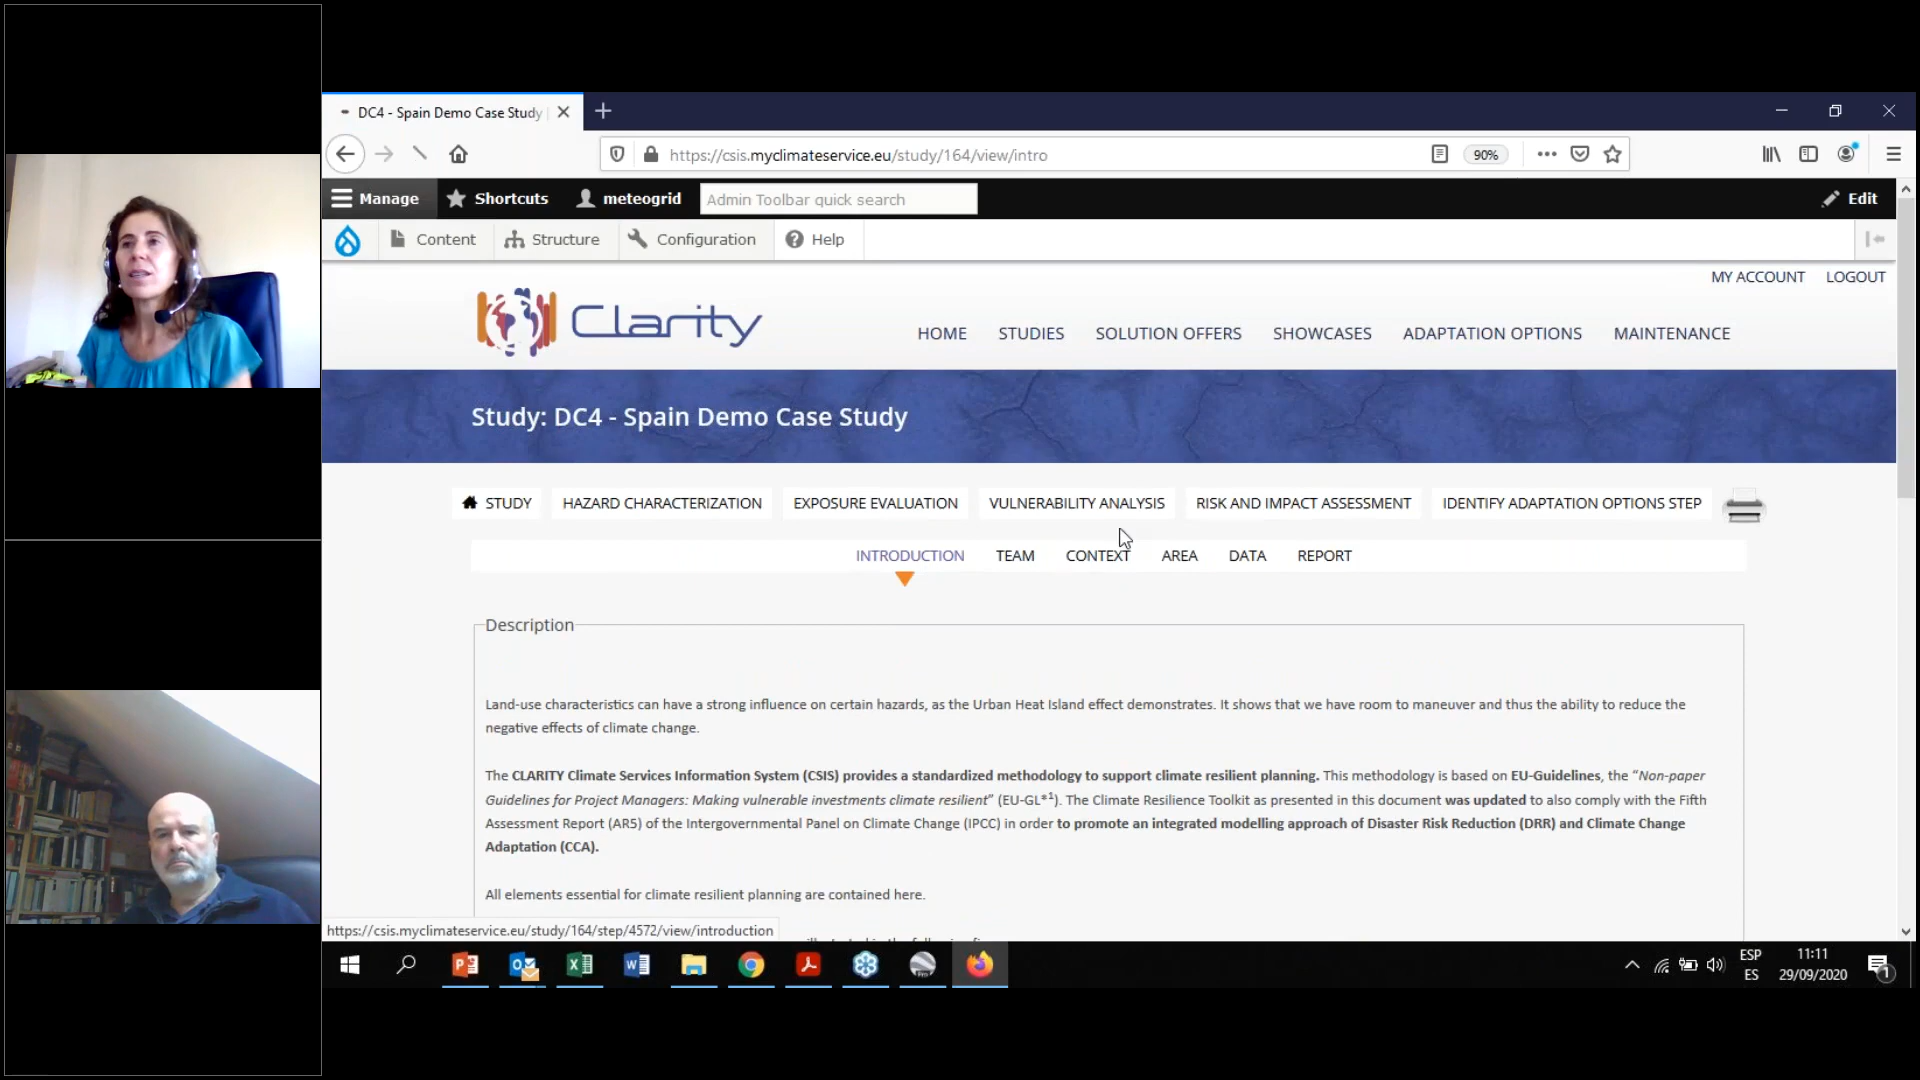 DC4 - Spain Demo Case Study
https://csis.myclimateservice.eu/study/164/view/intro
90%
Manage
Shortcuts
meteogrid
Admin Toolbar quick search
Edit
Content
Structure
Configuration
Help
MY ACCOUNT
LOGOUT
Clarity
HOME
STUDIES
SOLUTION OFFERS
SHOWCASES
ADAPTATION OPTIONS
MAINTENANCE
Study: DC4 - Spain Demo Case Study
STUDY
HAZARD CHARACTERIZATION
EXPOSURE EVALUATION
VULNERABILITY ANALYSIS
RISK AND IMPACT ASSESSMENT
IDENTIFY ADAPTATION OPTIONS STEP
INTRODUCTION
TEAM
CONTEXT
AREA
DATA
REPORT
Description
Land-use characteristics can have a strong influence on certain hazards, as the Urban Heat Island effect demonstrates. It shows that we have room to maneuver and thus the ability to reduce the
negative effects of climate change.
The CLARITY Climate Services Information System (CSIS) provides a standardized methodology to support climate resilient planning. This methodology is based on EU-Guidelines, the “Non-paper
Guidelines for Project Managers: Making vulnerable investments climate resilient” (EU-GL*1). The Climate Resilience Toolkit as presented in this document was updated to also comply with the Fifth
Assessment Report (AR5) of the Intergovernmental Panel on Climate Change (IPCC) in order to promote an integrated modelling approach of Disaster Risk Reduction (DRR) and Climate Change
Adaptation (CCA).
All elements essential for climate resilient planning are contained here.
https://csis.myclimateservice.eu/study/164/step/4572/view/introduction
ESP
ES
11:11
29/09/2020
1